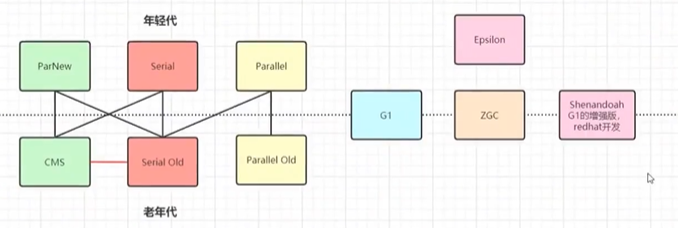 年轻代
Epsilon
ParNew
Serial
Parallel
G1
ZGC
Shenandoah
G1的增强版，
redhat开发
CMS
Serial Old
Parallel Old
老年代